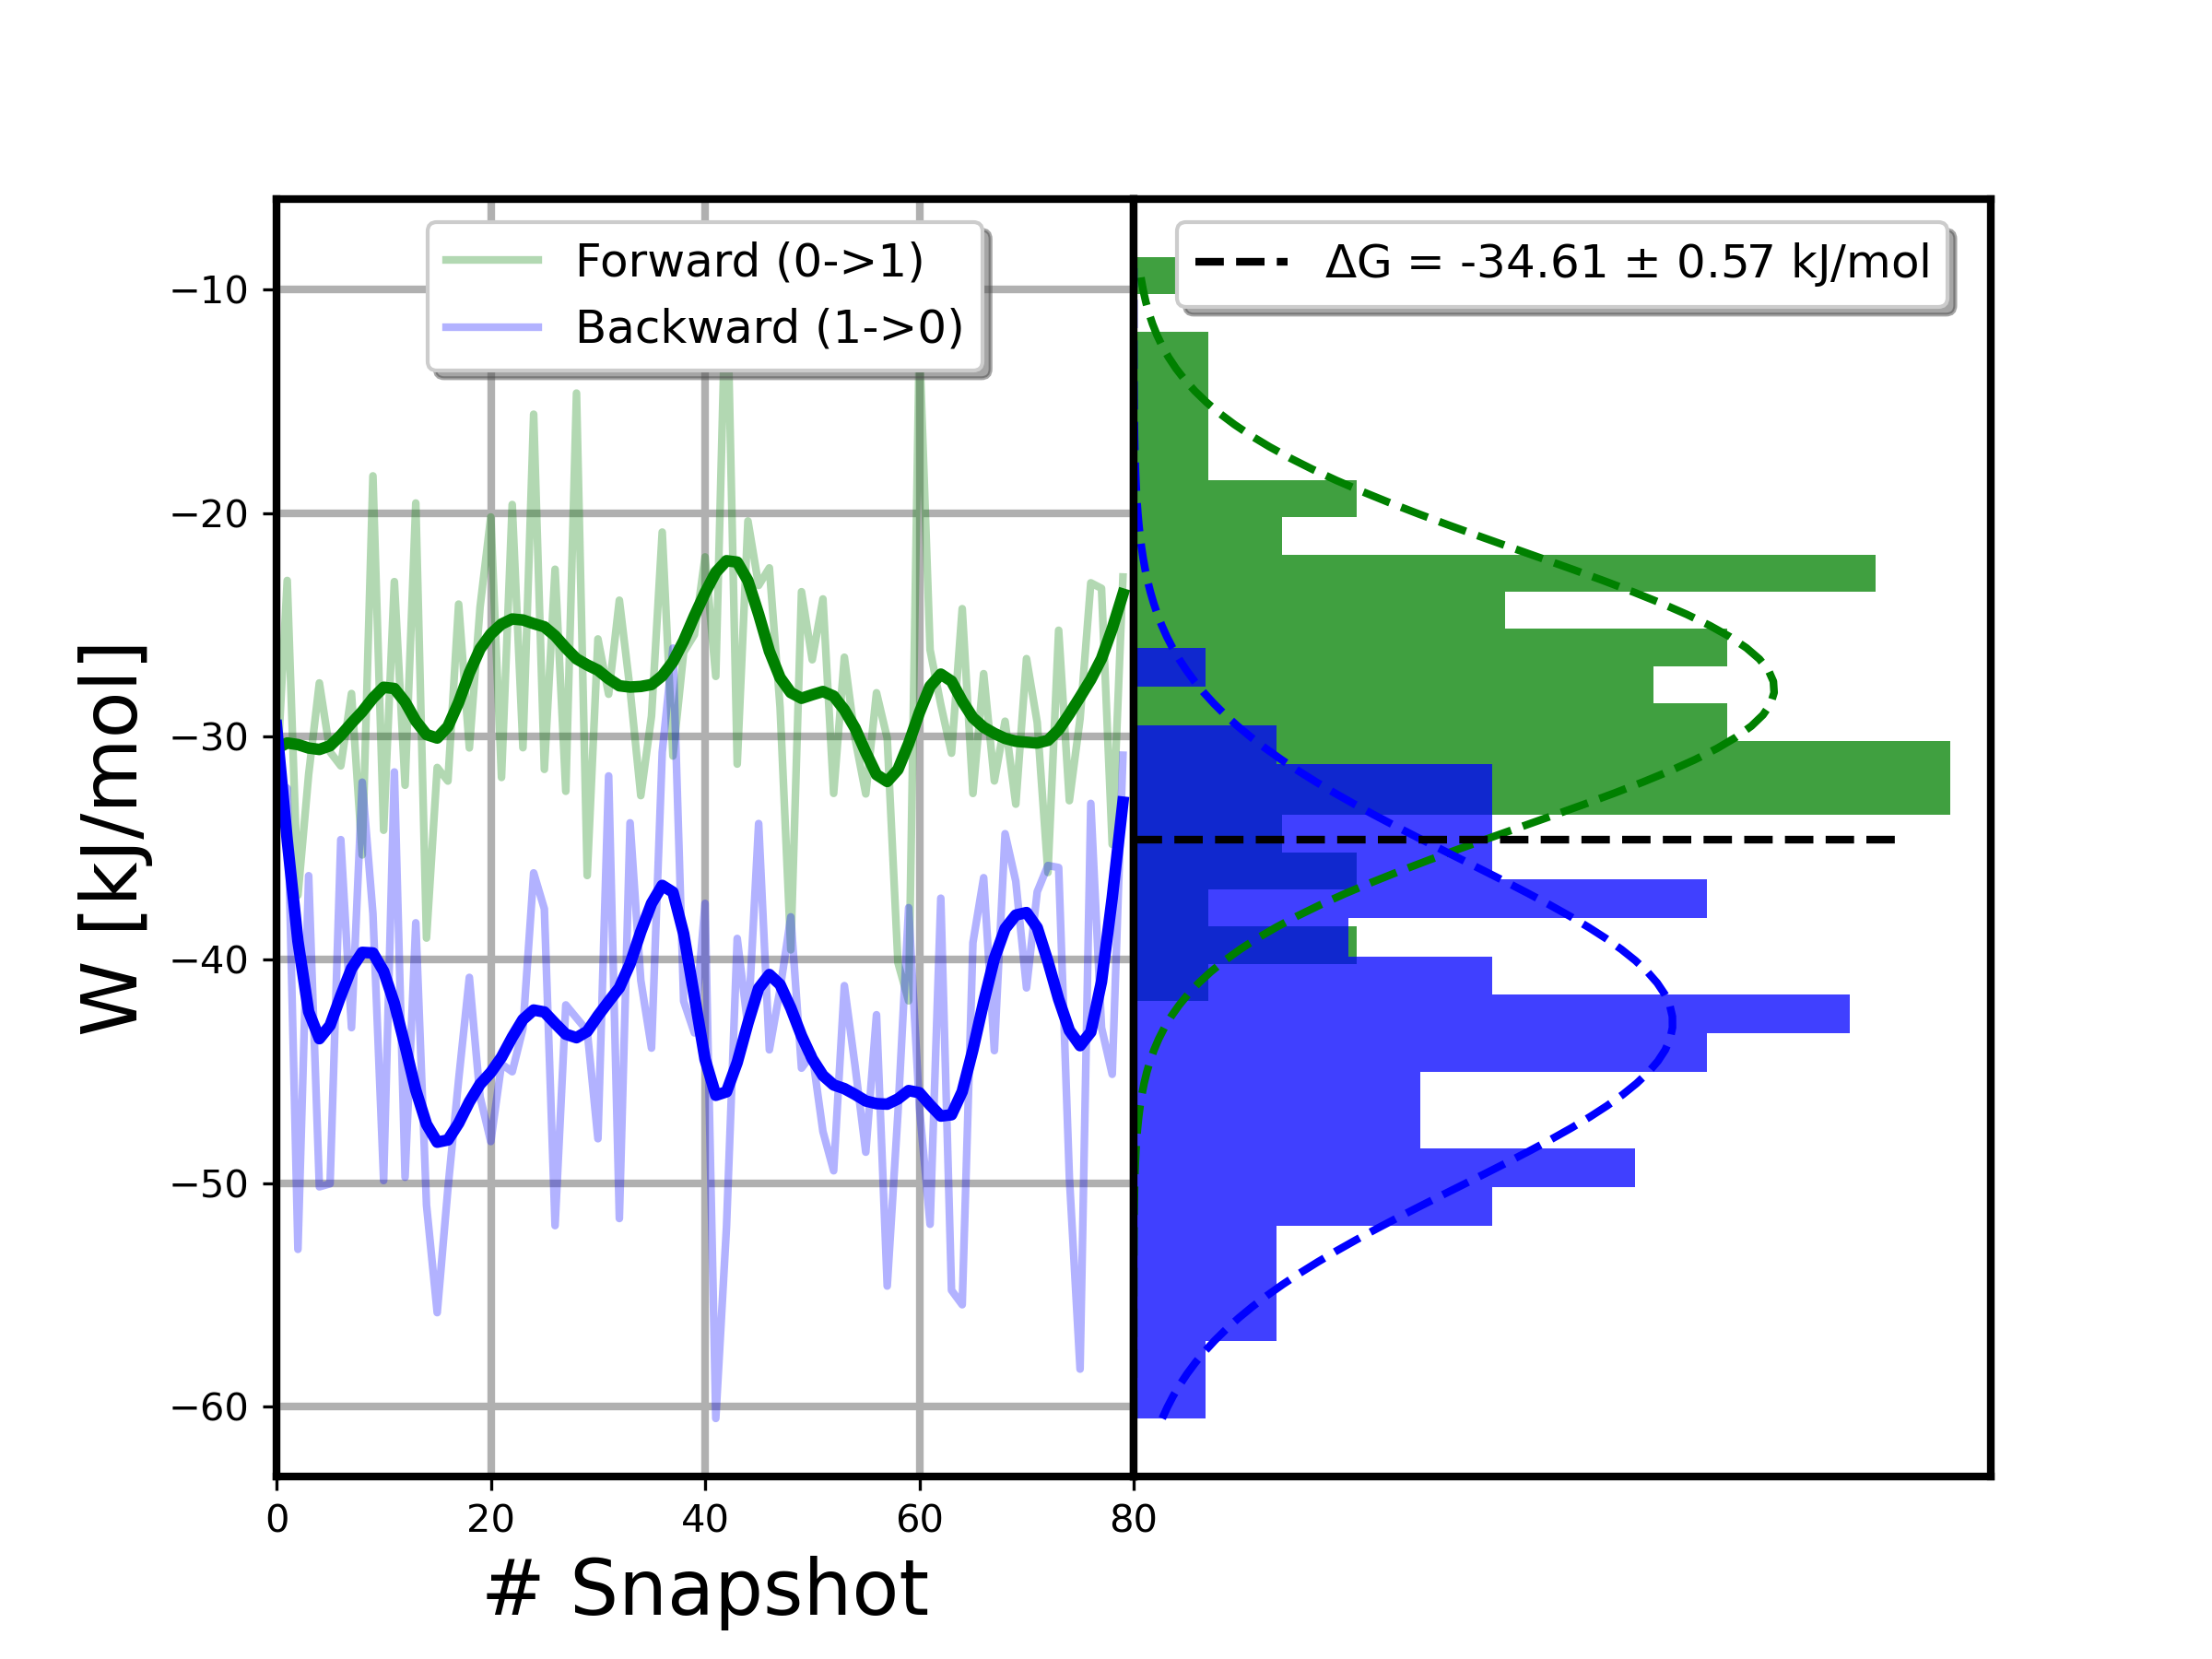 Forward (0->1)
Backward (1->0)
ΔG = -34.61 ± 0.57 kJ/mol
W [kJ/mol]
−10
−20
−30
−40
−50
−60
0 20 40 60 80
# Snapshot